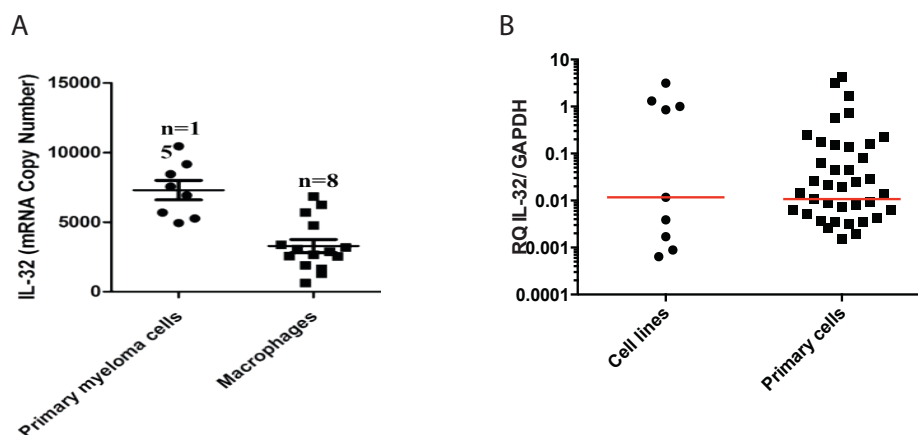 A
IL-32 (mRNA Copy Number)
15000
10000
5000
0
n=1
5
n=8
Primary myeloma cells
Macrophages
B
RQ IL-32/ GAPDH
10
1
0.1
0.01
0.001
0.0001
Cell lines
Primary cells